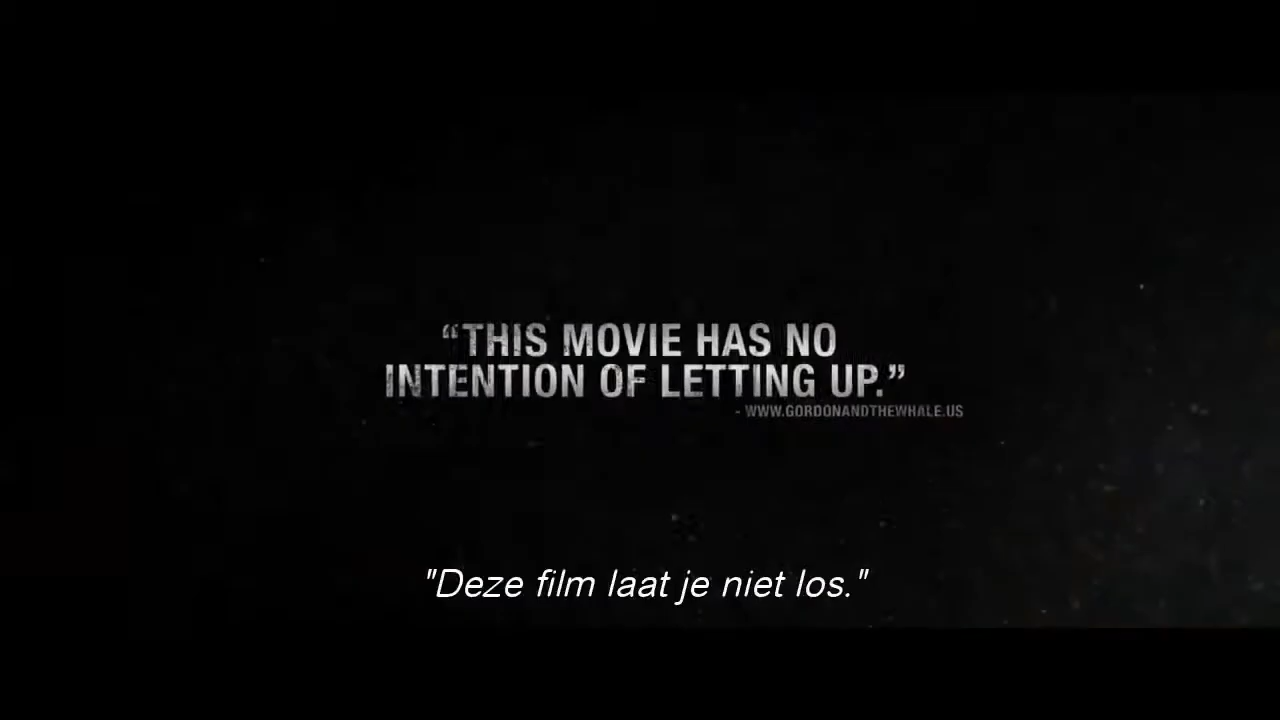 “THIS MOVIE HAS NO
INTENTION OF LETTING UP.”
- WWW.GORDONANDTHEWHALE.US
"Deze film laat je niet los."